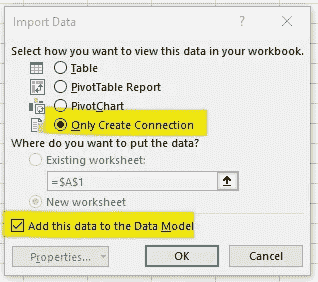 Import Data
? ×
Select how you want to view this data in your workbook.
Table
PivotTable Report
PivotChart
Only Create Connection
Where do you want to put the data?
Existing worksheet:
=$A$1
New worksheet
Add this data to the Data Model
Properties...
OK
Cancel